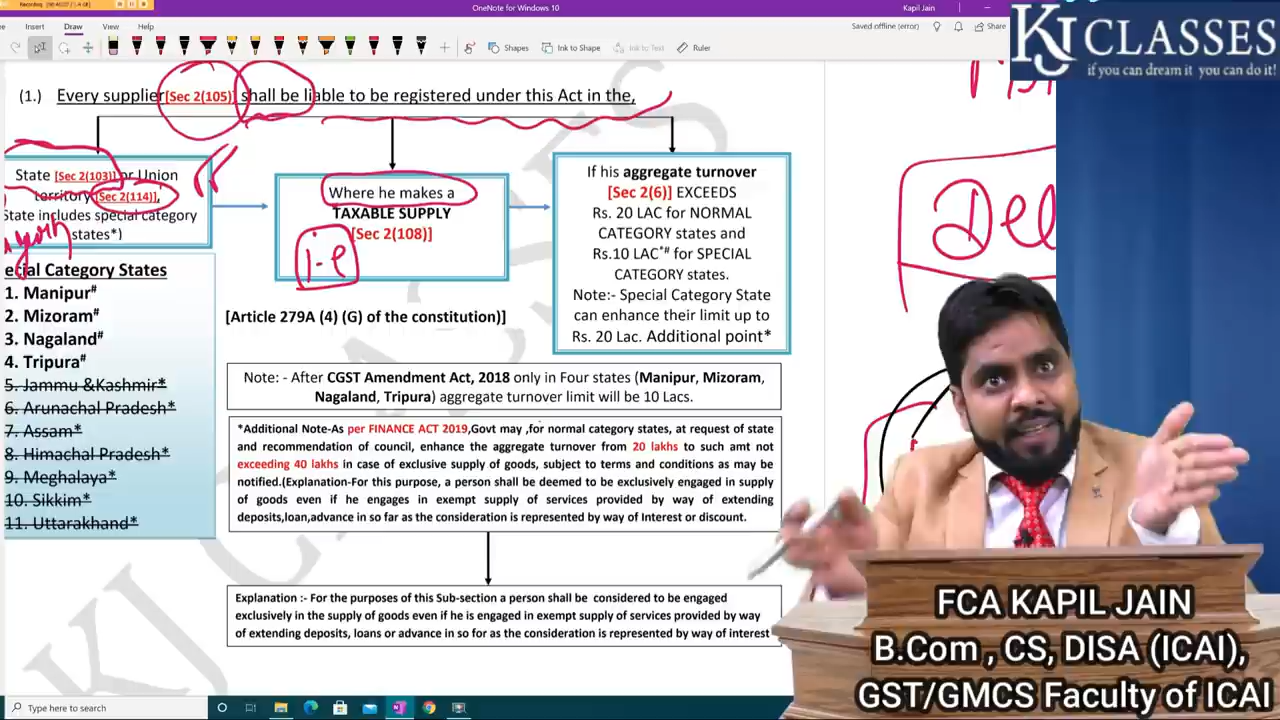 OneNote for Windows 10
Kapil Jain
Insert Draw View Help
Saved offline (error)
Share
Shapes
Ink to Shape
Ink to Text
Ruler
KJ CLASSES
if you can dream it you can do it!
(1.) Every supplier[Sec 2(105)] shall be liable to be registered under this Act in the,
State [Sec 2(103)] or Union
territory [Sec 2(114)],
State includes special category
states*)
Where he makes a
TAXABLE SUPPLY
[Sec 2(108)]
i-e
If his aggregate turnover
[Sec 2(6)] EXCEEDS
Rs. 20 LAC for NORMAL
CATEGORY states and
Rs.10 LAC*# for SPECIAL
CATEGORY states.
Note:- Special Category State
can enhance their limit up to
Rs. 20 Lac. Additional point*
Del
ecial Category States
1. Manipur#
2. Mizoram#
3. Nagaland#
4. Tripura#
5. Jammu &Kashmir*
6. Arunachal Pradesh*
7. Assam*
8. Himachal Pradesh*
9. Meghalaya*
10. Sikkim*
11. Uttarakhand*
[Article 279A (4) (G) of the constitution)]
Note: - After CGST Amendment Act, 2018 only in Four states (Manipur, Mizoram,
Nagaland, Tripura) aggregate turnover limit will be 10 Lacs.
*Additional Note-As per FINANCE ACT 2019,Govt may ,for normal category states, at request of state
and recommendation of council, enhance the aggregate turnover from 20 lakhs to such amt not
exceeding 40 lakhs in case of exclusive supply of goods, subject to terms and conditions as may be
notified.(Explanation-For this purpose, a person shall be deemed to be exclusively engaged in supply
of goods even if he engages in exempt supply of services provided by way of extending
deposits,loan,advance in so far as the consideration is represented by way of Interest or discount.
Explanation :- For the purposes of this Sub-section a person shall be considered to be engaged
exclusively in the supply of goods even if he is engaged in exempt supply of services provided by way
of extending deposits, loans or advance in so for as the consideration is represented by way of interest
FCA KAPIL JAIN
B.Com , CS, DISA (ICAI),
GST/GMCS Faculty of ICAI
Type here to search